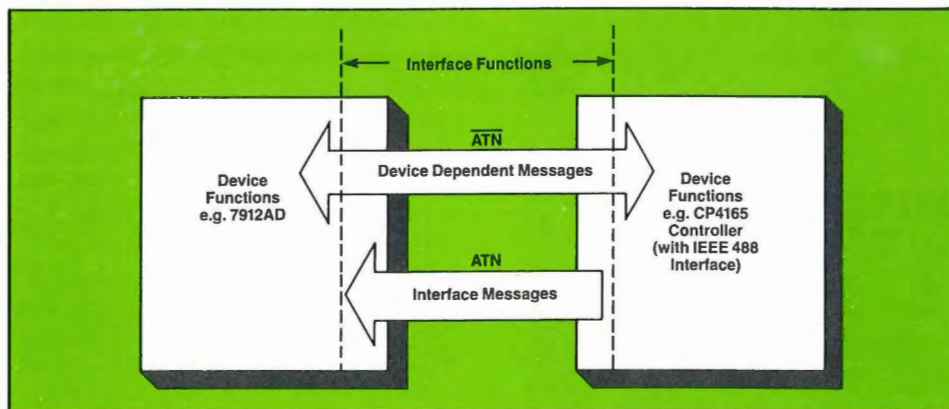 Interface Functions
A̅T̅N̅
Device Dependent Messages
Device
Functions
e.g. 7912AD
Device
Functions
e.g. CP4165
Controller
(with IEEE 488
Interface)
ATN
Interface Messages